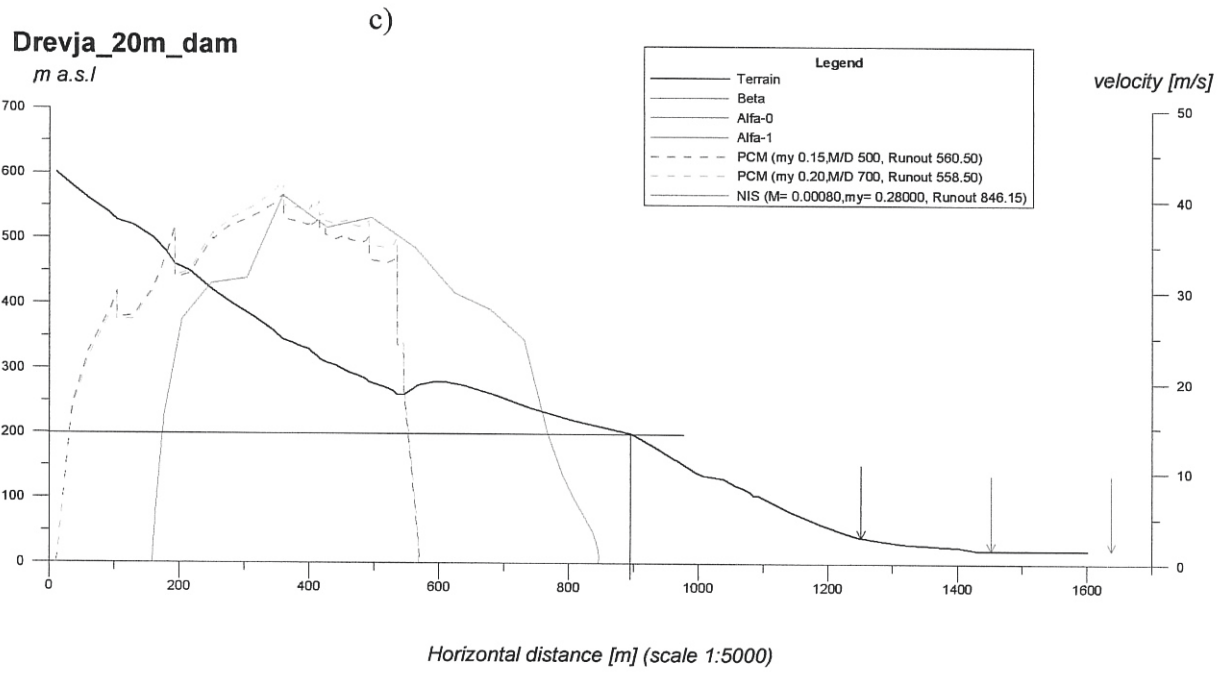 c)
Drevja_20m_dam
m a.s.l
Legend
Terrain
Beta
Alfa-0
Alfa-1
PCM (my 0.15,M/D 500, Runout 560.50)
PCM (my 0.20,M/D 700, Runout 558.50)
NIS (M= 0.00080,my= 0.28000, Runout 846.15)
velocity [m/s]
700
600
500
400
300
200
100
0
50
40
30
20
10
0
0 200 400 600 800 1000 1200 1400 1600
Horizontal distance [m] (scale 1:5000)